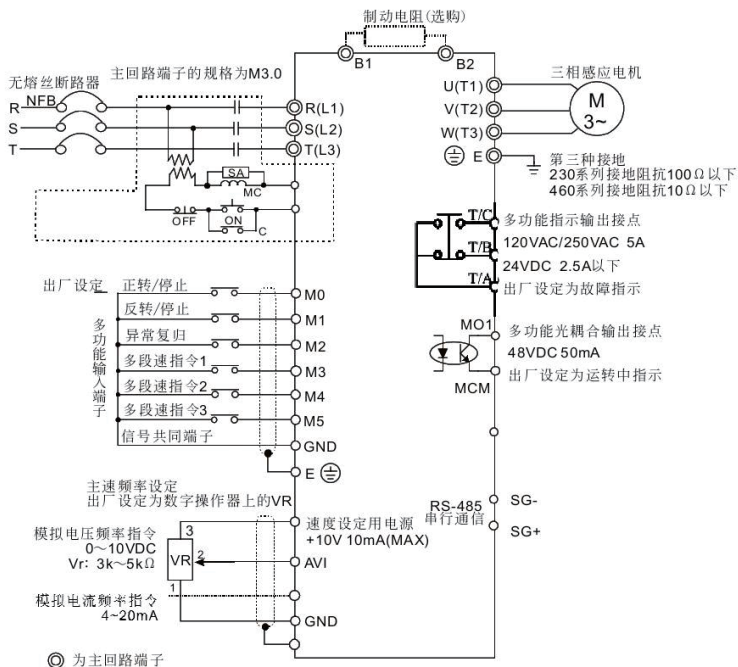 制动电阻(选购)
B1
B2
主回路端子的规格为M3.0
无熔丝断路器
NFB
R
S
T
R(L1)
S(L2)
T(L3)
SA
MC
OFF
ON
C
U(T1)
V(T2)
W(T3)
E
三相感应电机
M
3~
第三种接地
230系列接地阻抗100Ω以下
460系列接地阻抗10Ω以下
T/C
T/B
T/A
多功能指示输出接点
120VAC/250VAC 5A
24VDC 2.5A以下
出厂设定为故障指示
MO1
MCM
多功能光耦合输出接点
48VDC 50mA
出厂设定为运转中指示
出厂设定
多功能输入端子
正转/停止
M0
反转/停止
M1
异常复归
M2
多段速指令1
M3
多段速指令2
M4
多段速指令3
M5
信号共同端子
GND
E
主速频率设定
出厂设定为数字操作器上的VR
模拟电压频率指令
0～10VDC
Vr: 3k～5kΩ
VR
3
2
1
速度设定用电源
+10V 10mA(MAX)
AVI
模拟电流频率指令
4~20mA
GND
RS-485
串行通信
SG-
SG+
为主回路端子